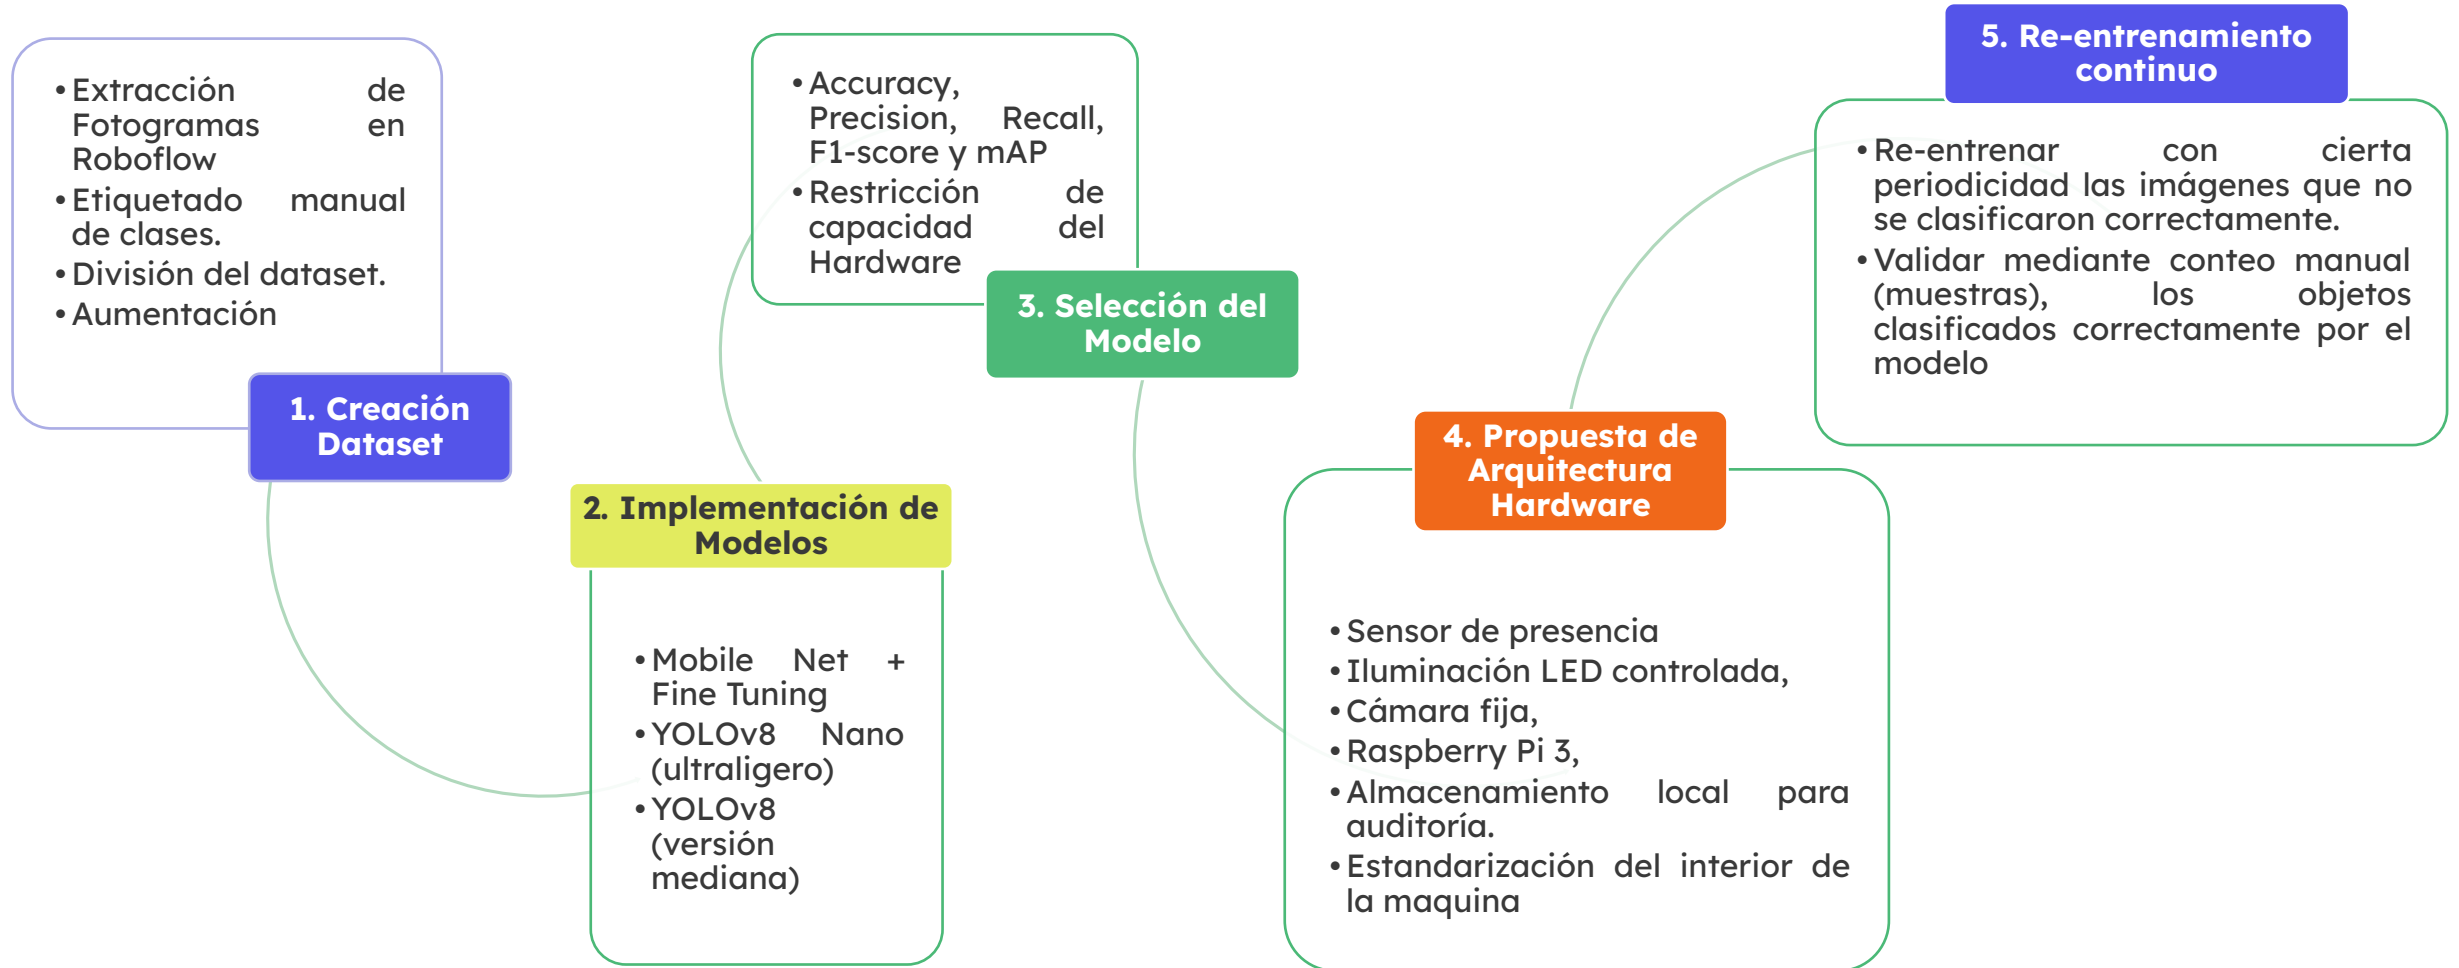 • Extracción de
Fotogramas en
Roboflow
• Etiquetado manual
de clases.
• División del dataset.
• Aumentación
1. Creación
Dataset
2. Implementación de
Modelos
• Mobile Net +
Fine Tuning
• YOLOv8 Nano
(ultraligero)
• YOLOv8
(versión
mediana)
• Accuracy,
Precision, Recall,
F1-score y mAP
• Restricción de
capacidad del
Hardware
3. Selección del
Modelo
4. Propuesta de
Arquitectura
Hardware
• Sensor de presencia
• Iluminación LED controlada,
• Cámara fija,
• Raspberry Pi 3,
• Almacenamiento local para
auditoría.
• Estandarización del interior de
la maquina
5. Re-entrenamiento
continuo
• Re-entrenar con cierta
periodicidad las imágenes que no
se clasificaron correctamente.
• Validar mediante conteo manual
(muestras), los objetos
clasificados correctamente por el
modelo